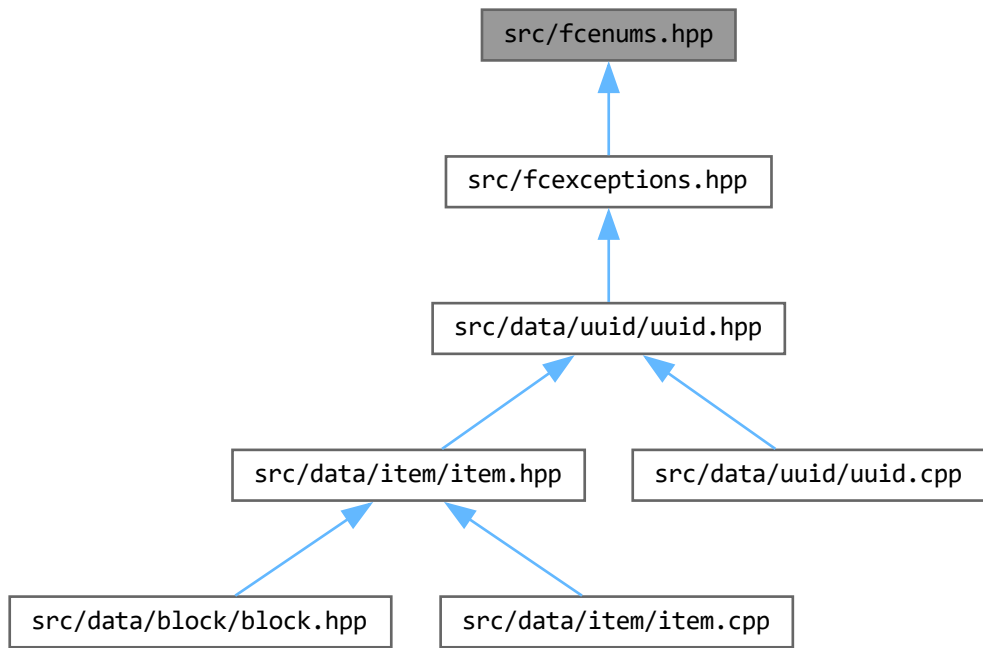 src/fcenums.hpp
src/fcexceptions.hpp
src/data/uuid/uuid.hpp
src/data/item/item.hpp
src/data/uuid/uuid.cpp
src/data/block/block.hpp
src/data/item/item.cpp